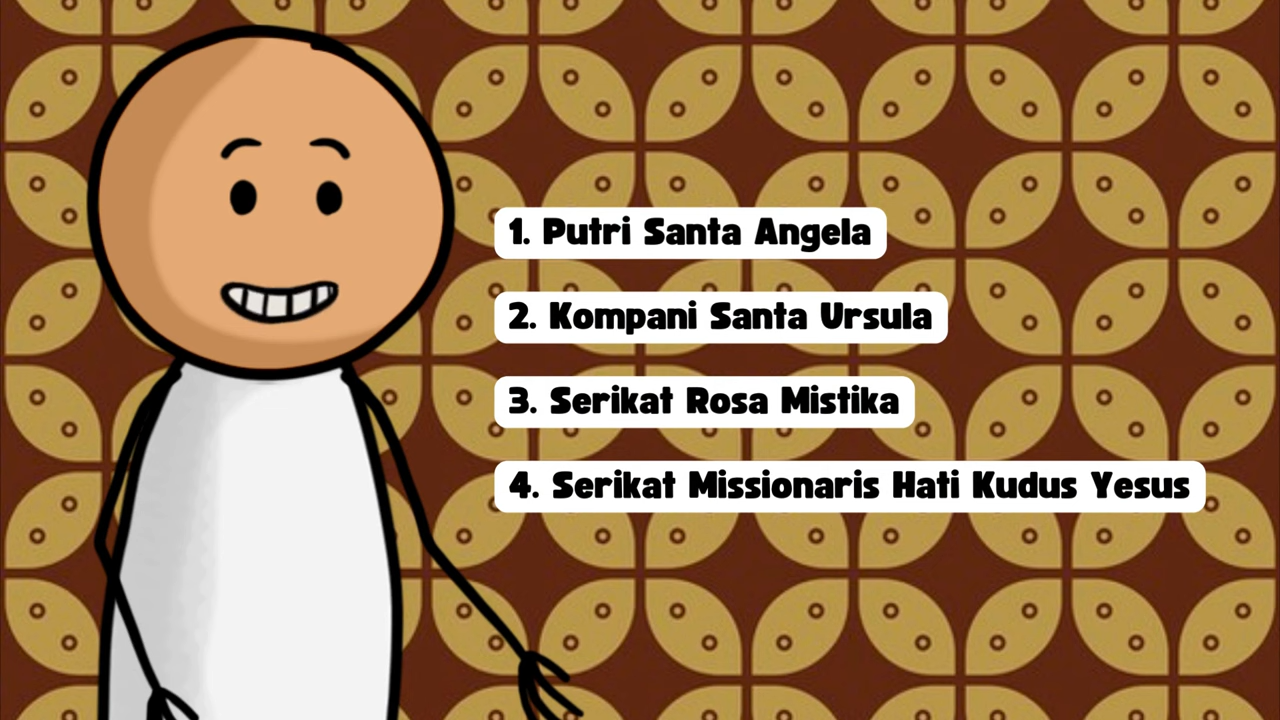 1. Putri Santa Angela
2. Kompani Santa Ursula
3. Serikat Rosa Mistika
4. Serikat Missionaris Hati Kudus Yesus